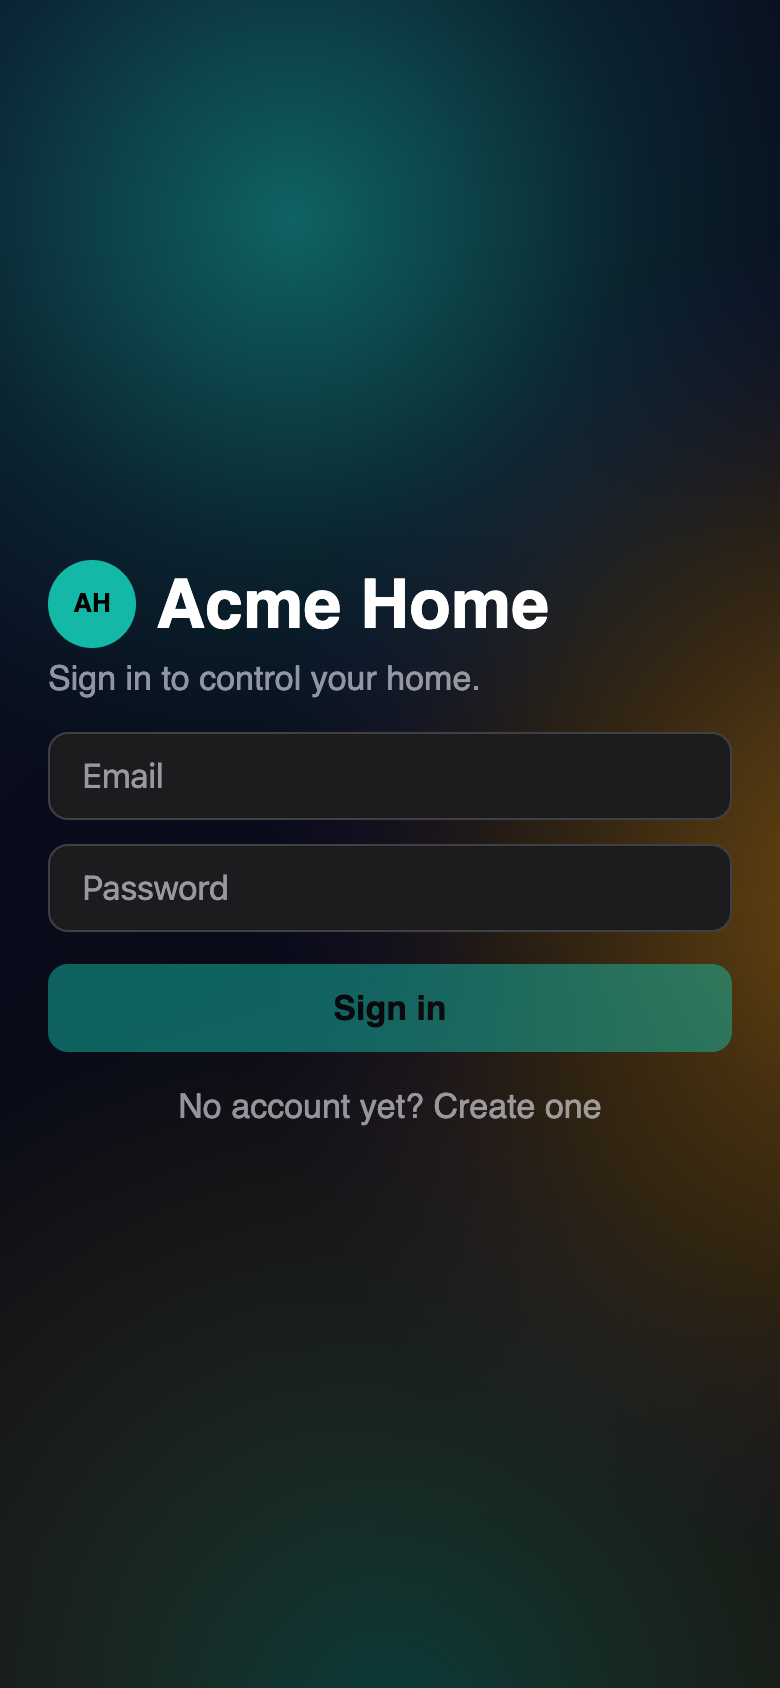 AH
Acme Home
Sign in to control your home.
Email
Password
Sign in
No account yet? Create one